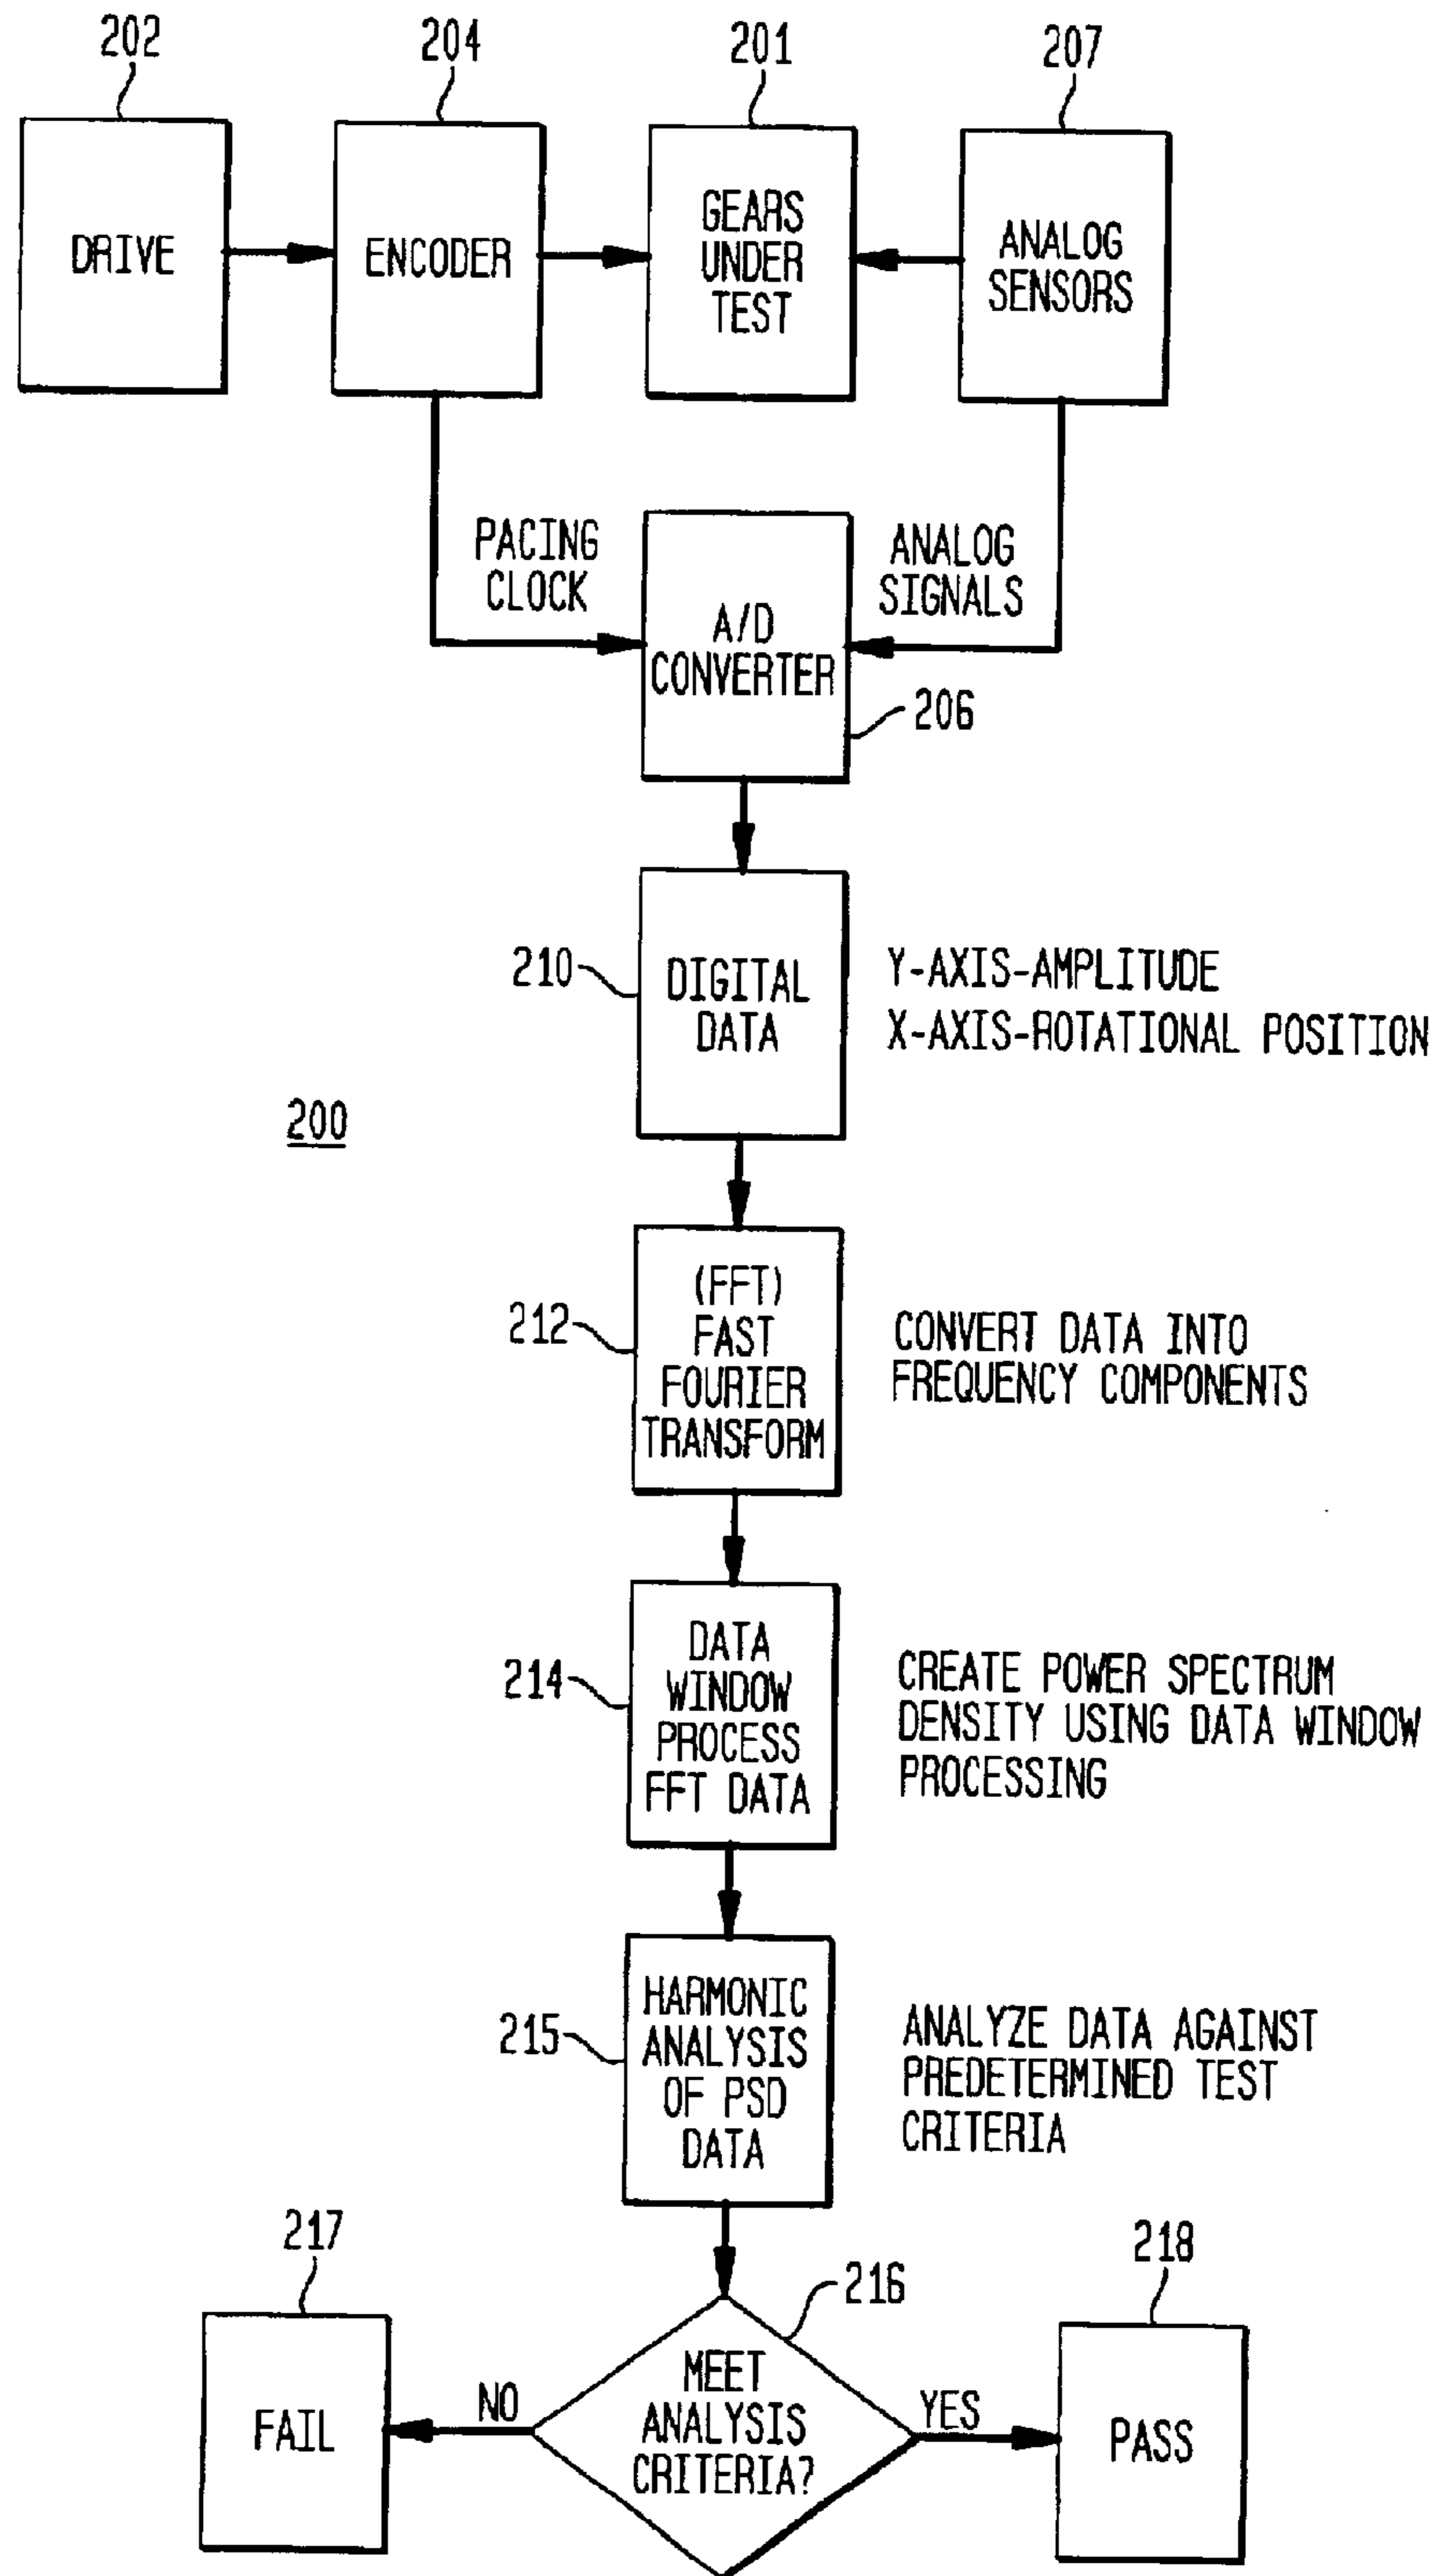 202
204
201
207
DRIVE
ENCODER
GEARS
UNDER
TEST
ANALOG
SENSORS
PACING
CLOCK
A/D
CONVERTER
ANALOG
SIGNALS
206
210
DIGITAL
DATA
Y-AXIS-AMPLITUDE
X-AXIS-ROTATIONAL POSITION
200
212
(FFT)
FAST
FOURIER
TRANSFORM
CONVERT DATA INTO
FREQUENCY COMPONENTS
214
DATA
WINDOW
PROCESS
FFT DATA
CREATE POWER SPECTRUM
DENSITY USING DATA WINDOW
PROCESSING
215
HARMONIC
ANALYSIS
OF PSD
DATA
ANALYZE DATA AGAINST
PREDETERMINED TEST
CRITERIA
217
216
218
FAIL
NO
MEET
ANALYSIS
CRITERIA?
YES
PASS